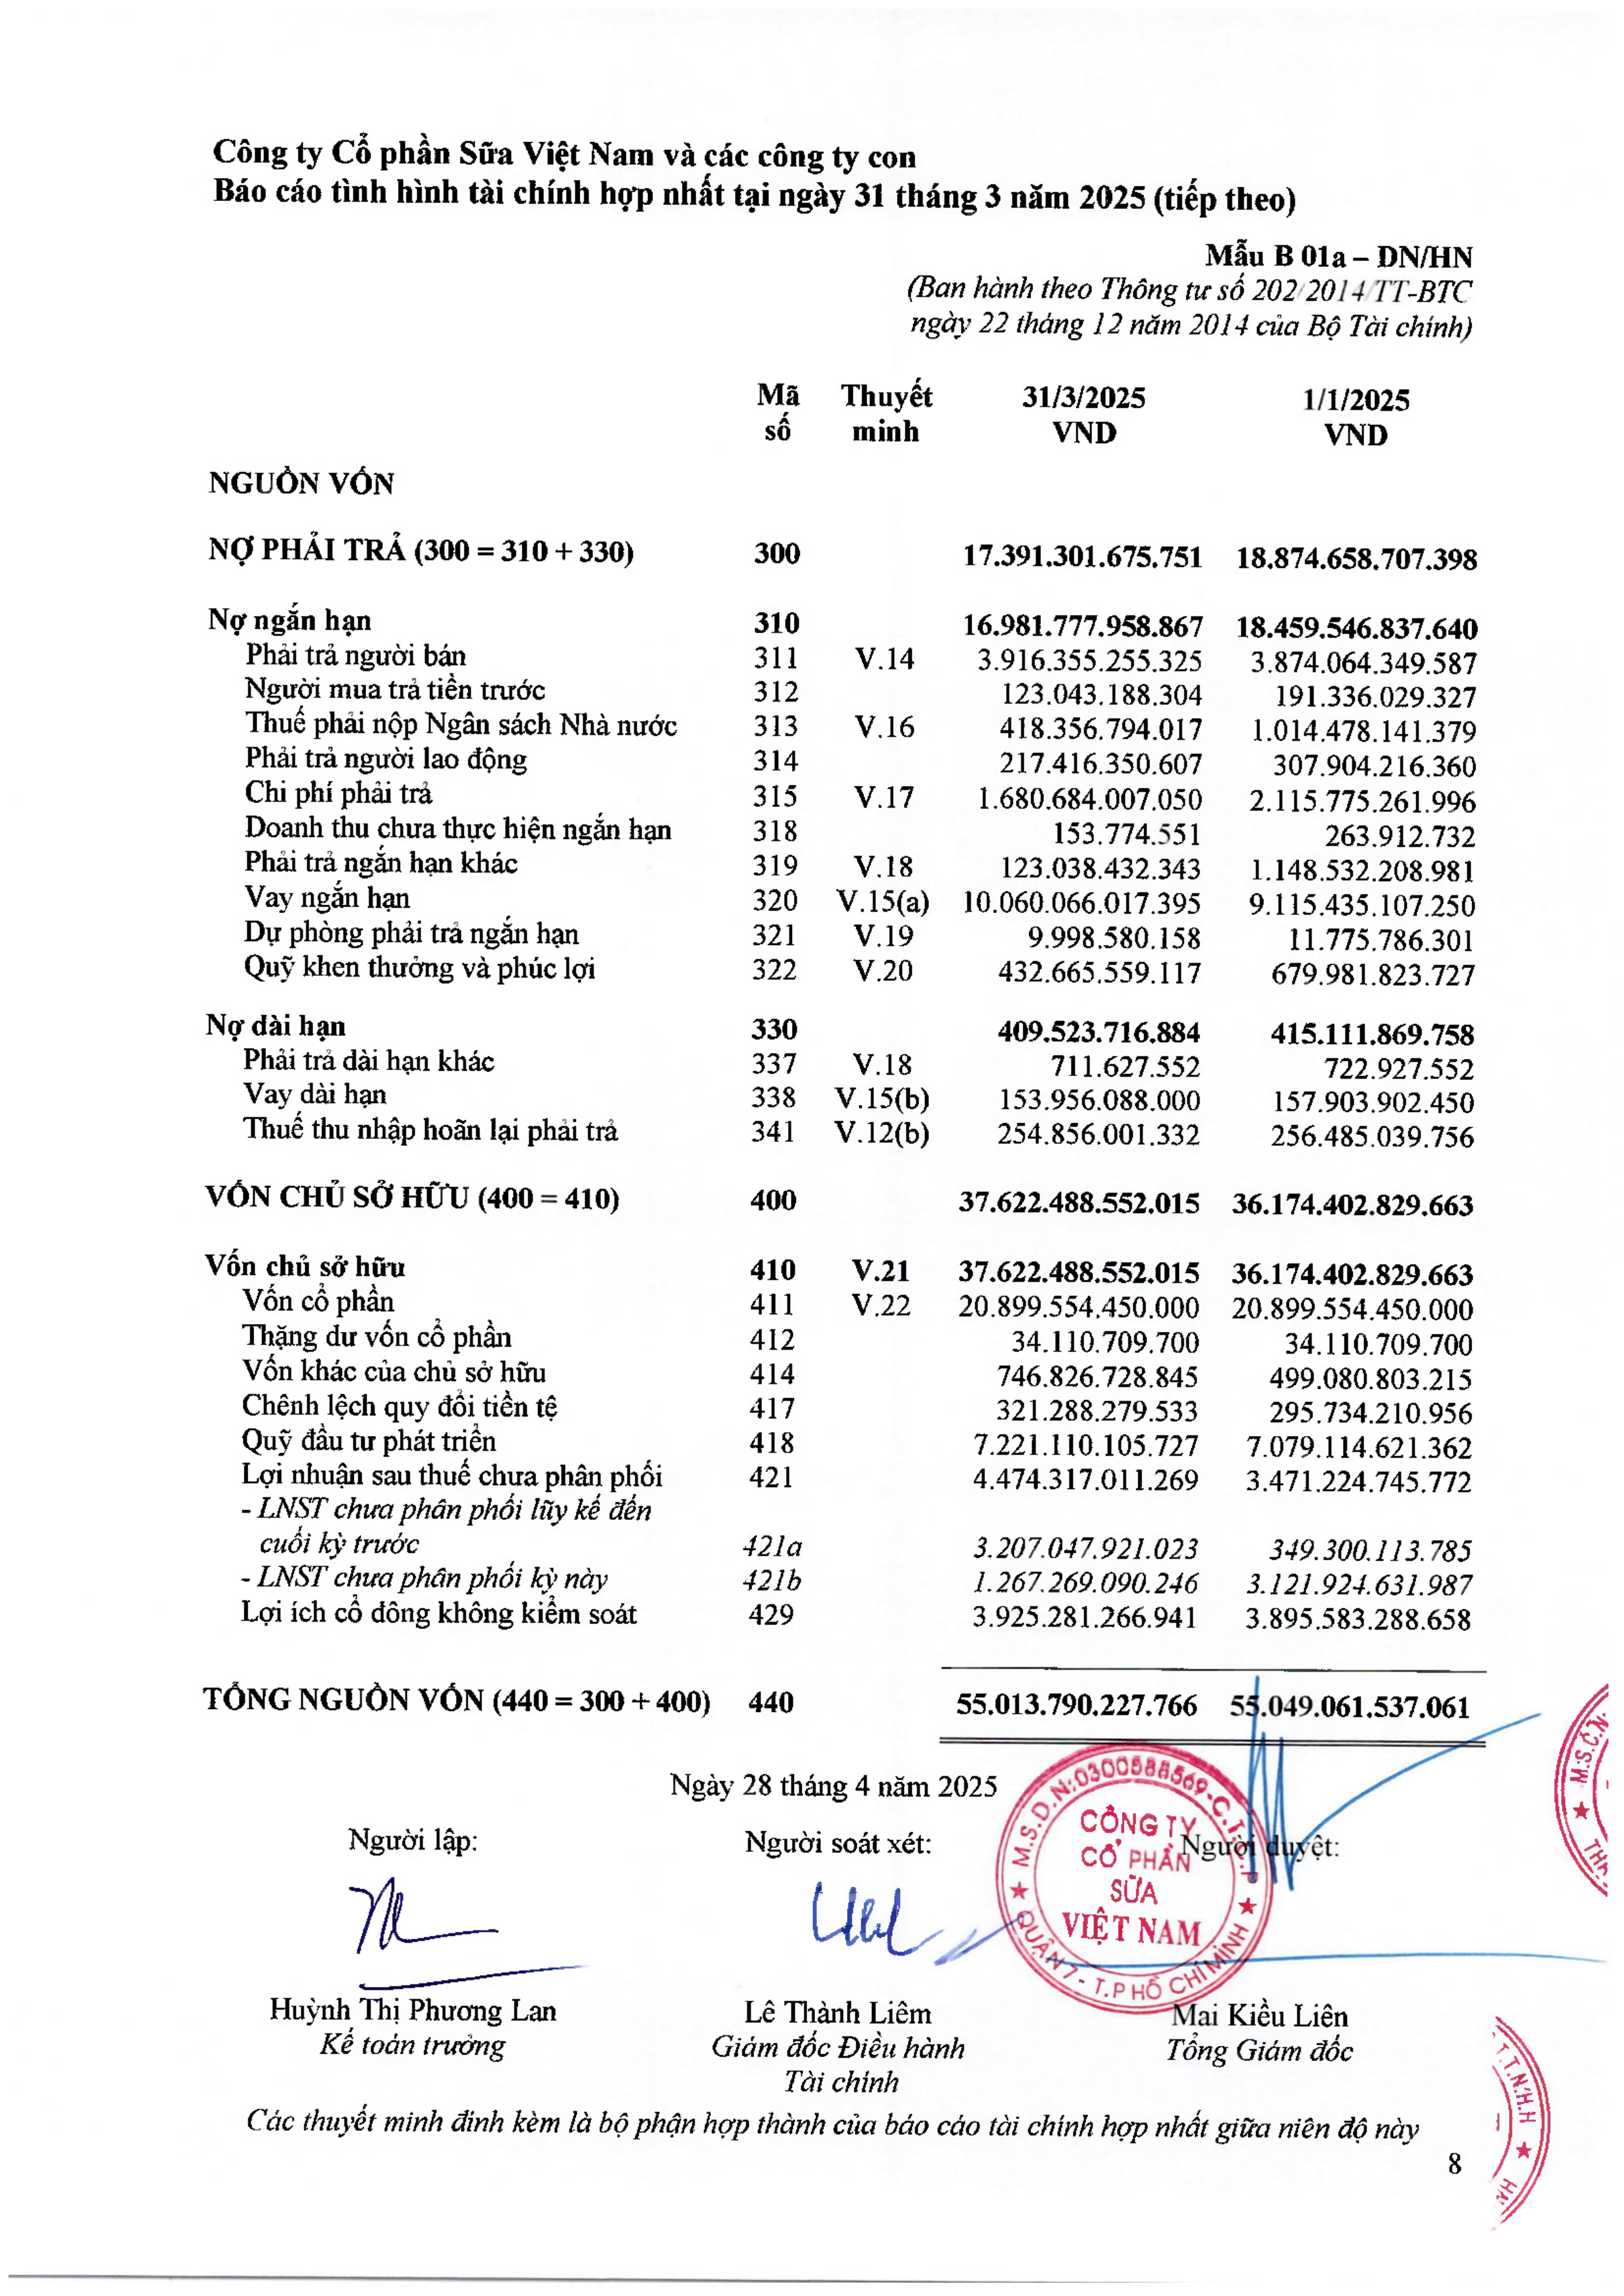 Công ty Cổ phần Sữa Việt Nam và các công ty con
Báo cáo tình hình tài chính hợp nhất tại ngày 31 tháng 3 năm 2025 (tiếp theo)
Mẫu B 01a – DN/HN
(Ban hành theo Thông tư số 202/2014/TT-BTC
ngày 22 tháng 12 năm 2014 của Bộ Tài chính)
Mã số Thuyết minh 31/3/2025 VND 1/1/2025 VND
NGUỒN VỐN
NỢ PHẢI TRẢ (300 = 310 + 330) 300 17.391.301.675.751 18.874.658.707.398
Nợ ngắn hạn 310 16.981.777.958.867 18.459.546.837.640
Phải trả người bán 311 V.14 3.916.355.255.325 3.874.064.349.587
Người mua trả tiền trước 312 123.043.188.304 191.336.029.327
Thuế phải nộp Ngân sách Nhà nước 313 V.16 418.356.794.017 1.014.478.141.379
Phải trả người lao động 314 217.416.350.607 307.904.216.360
Chi phí phải trả 315 V.17 1.680.684.007.050 2.115.775.261.996
Doanh thu chưa thực hiện ngắn hạn 318 153.774.551 263.912.732
Phải trả ngắn hạn khác 319 V.18 123.038.432.343 1.148.532.208.981
Vay ngắn hạn 320 V.15(a) 10.060.066.017.395 9.115.435.107.250
Dự phòng phải trả ngắn hạn 321 V.19 9.998.580.158 11.775.786.301
Quỹ khen thưởng và phúc lợi 322 V.20 432.665.559.117 679.981.823.727
Nợ dài hạn 330 409.523.716.884 415.111.869.758
Phải trả dài hạn khác 337 V.18 711.627.552 722.927.552
Vay dài hạn 338 V.15(b) 153.956.088.000 157.903.902.450
Thuế thu nhập hoãn lại phải trả 341 V.12(b) 254.856.001.332 256.485.039.756
VỐN CHỦ SỞ HỮU (400 = 410) 400 37.622.488.552.015 36.174.402.829.663
Vốn chủ sở hữu 410 V.21 37.622.488.552.015 36.174.402.829.663
Vốn cổ phần 411 V.22 20.899.554.450.000 20.899.554.450.000
Thặng dư vốn cổ phần 412 34.110.709.700 34.110.709.700
Vốn khác của chủ sở hữu 414 746.826.728.845 499.080.803.215
Chênh lệch quy đổi tiền tệ 417 321.288.279.533 295.734.210.956
Quỹ đầu tư phát triển 418 7.221.110.105.727 7.079.114.621.362
Lợi nhuận sau thuế chưa phân phối 421 4.474.317.011.269 3.471.224.745.772
- LNST chưa phân phối lũy kế đến
cuối kỳ trước 421a 3.207.047.921.023 349.300.113.785
- LNST chưa phân phối kỳ này 421b 1.267.269.090.246 3.121.924.631.987
Lợi ích cổ đông không kiểm soát 429 3.925.281.266.941 3.895.583.288.658
TỔNG NGUỒN VỐN (440 = 300 + 400) 440 55.013.790.227.766 55.049.061.537.061
Ngày 28 tháng 4 năm 2025
Người lập: Người soát xét: Người duyệt:
M.S.D.N:0300588569-C.T.C.P
CÔNG TY
CỔ PHẦN
SỮA
VIỆT NAM
QUẬN 7 - T.P HỒ CHÍ MINH
Huỳnh Thị Phương Lan Lê Thành Liêm Mai Kiều Liên
Kế toán trưởng Giám đốc Điều hành Tổng Giám đốc
Tài chính
Các thuyết minh đính kèm là bộ phận hợp thành của báo cáo tài chính hợp nhất giữa niên độ này
8
M.S.C.N
T.N.H.H